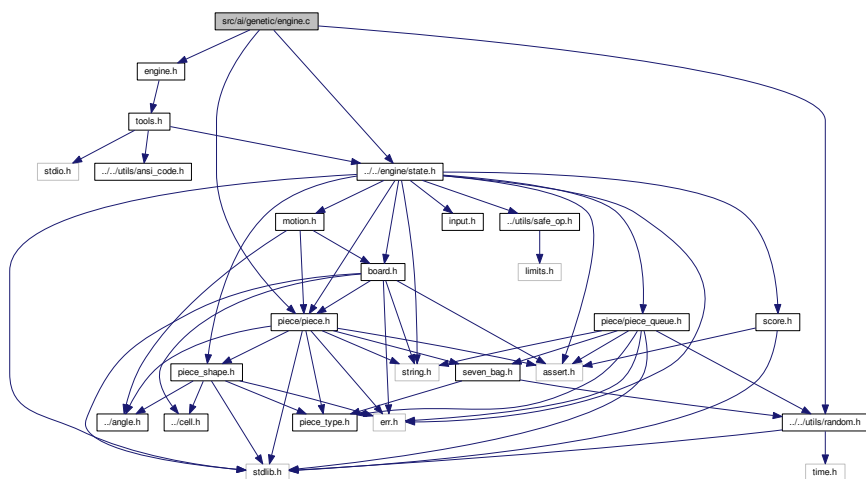 src/ai/genetic/engine.c
engine.h
tools.h
stdio.h
../../utils/ansi_code.h
../../engine/state.h
motion.h
input.h
../utils/safe_op.h
board.h
limits.h
piece/piece.h
piece/piece_queue.h
score.h
piece_shape.h
string.h
seven_bag.h
assert.h
../angle.h
../cell.h
piece_type.h
err.h
../../utils/random.h
stdlib.h
time.h